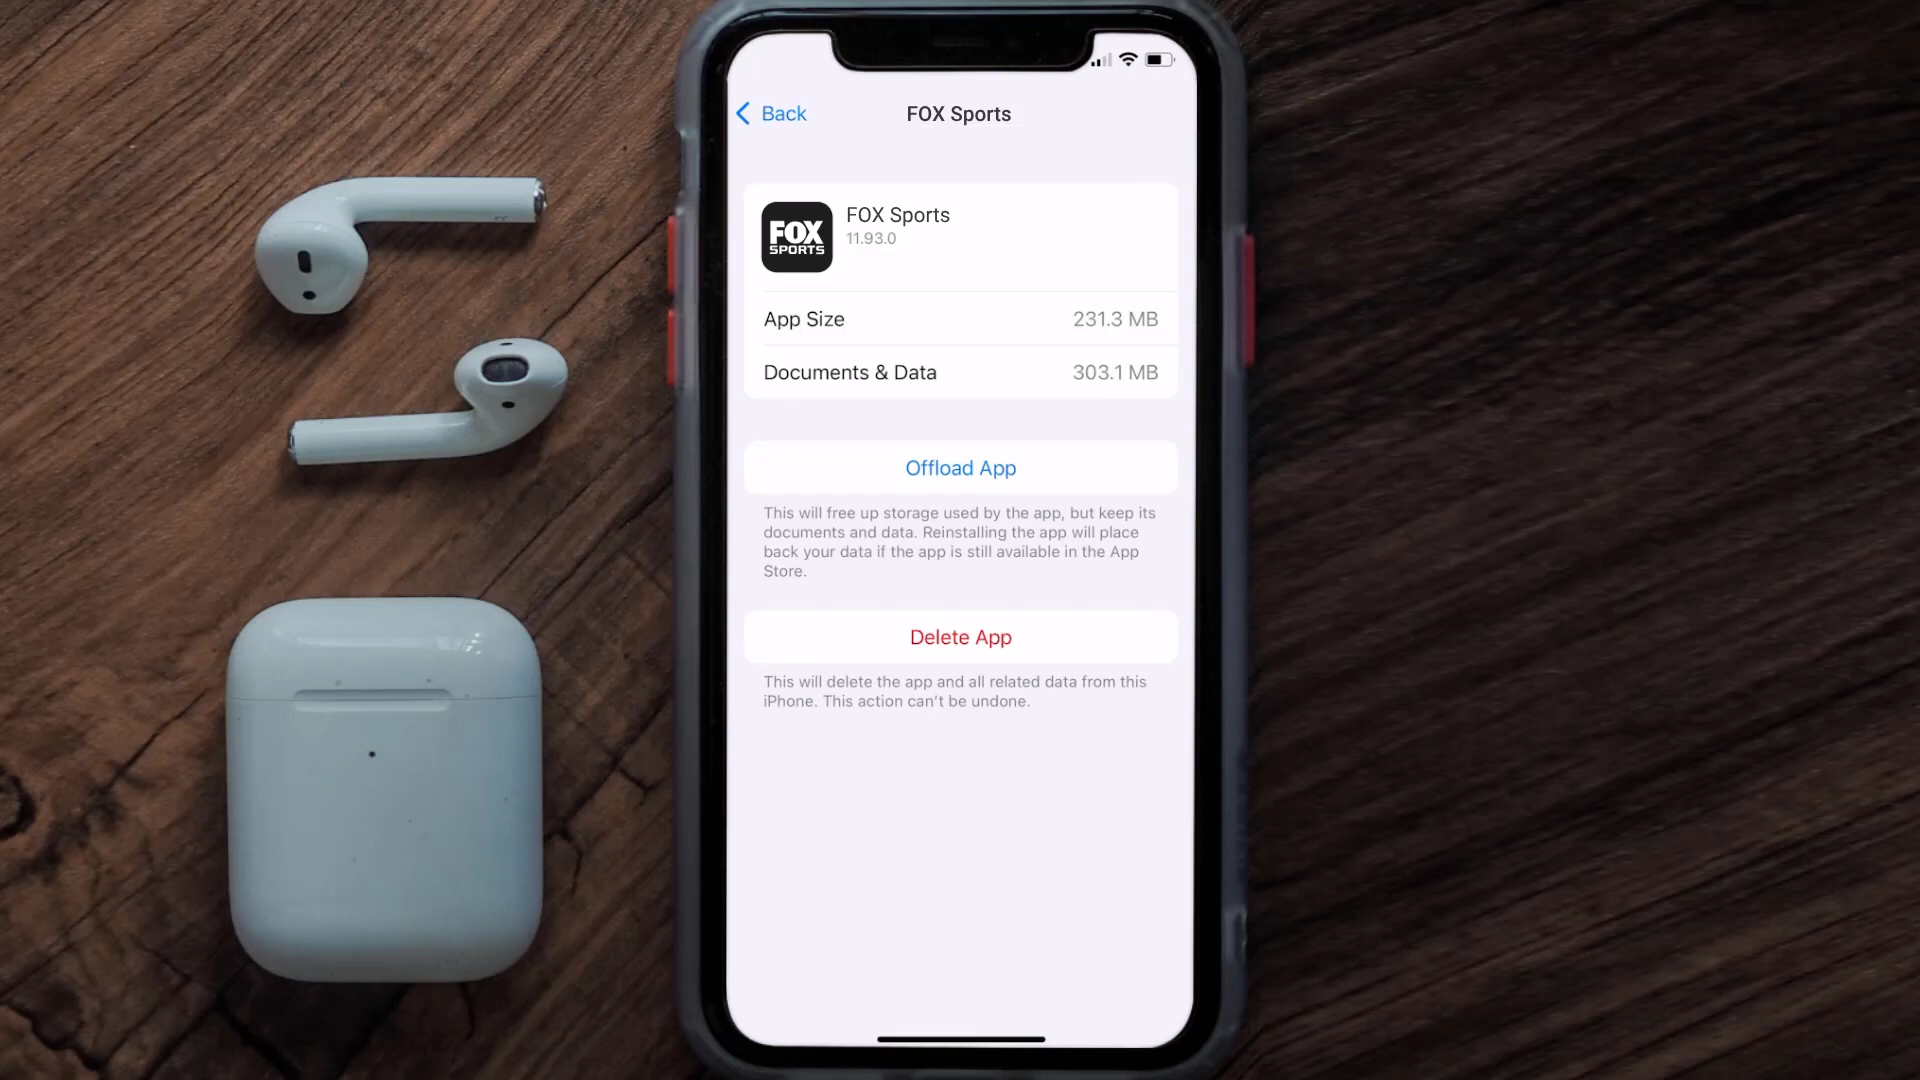 Back
FOX Sports
FOX
SPORTS
FOX Sports
11.93.0
App Size 231.3 MB
Documents & Data 303.1 MB
Offload App
This will free up storage used by the app, but keep its
documents and data. Reinstalling the app will place
back your data if the app is still available in the App
Store.
Delete App
This will delete the app and all related data from this
iPhone. This action can't be undone.